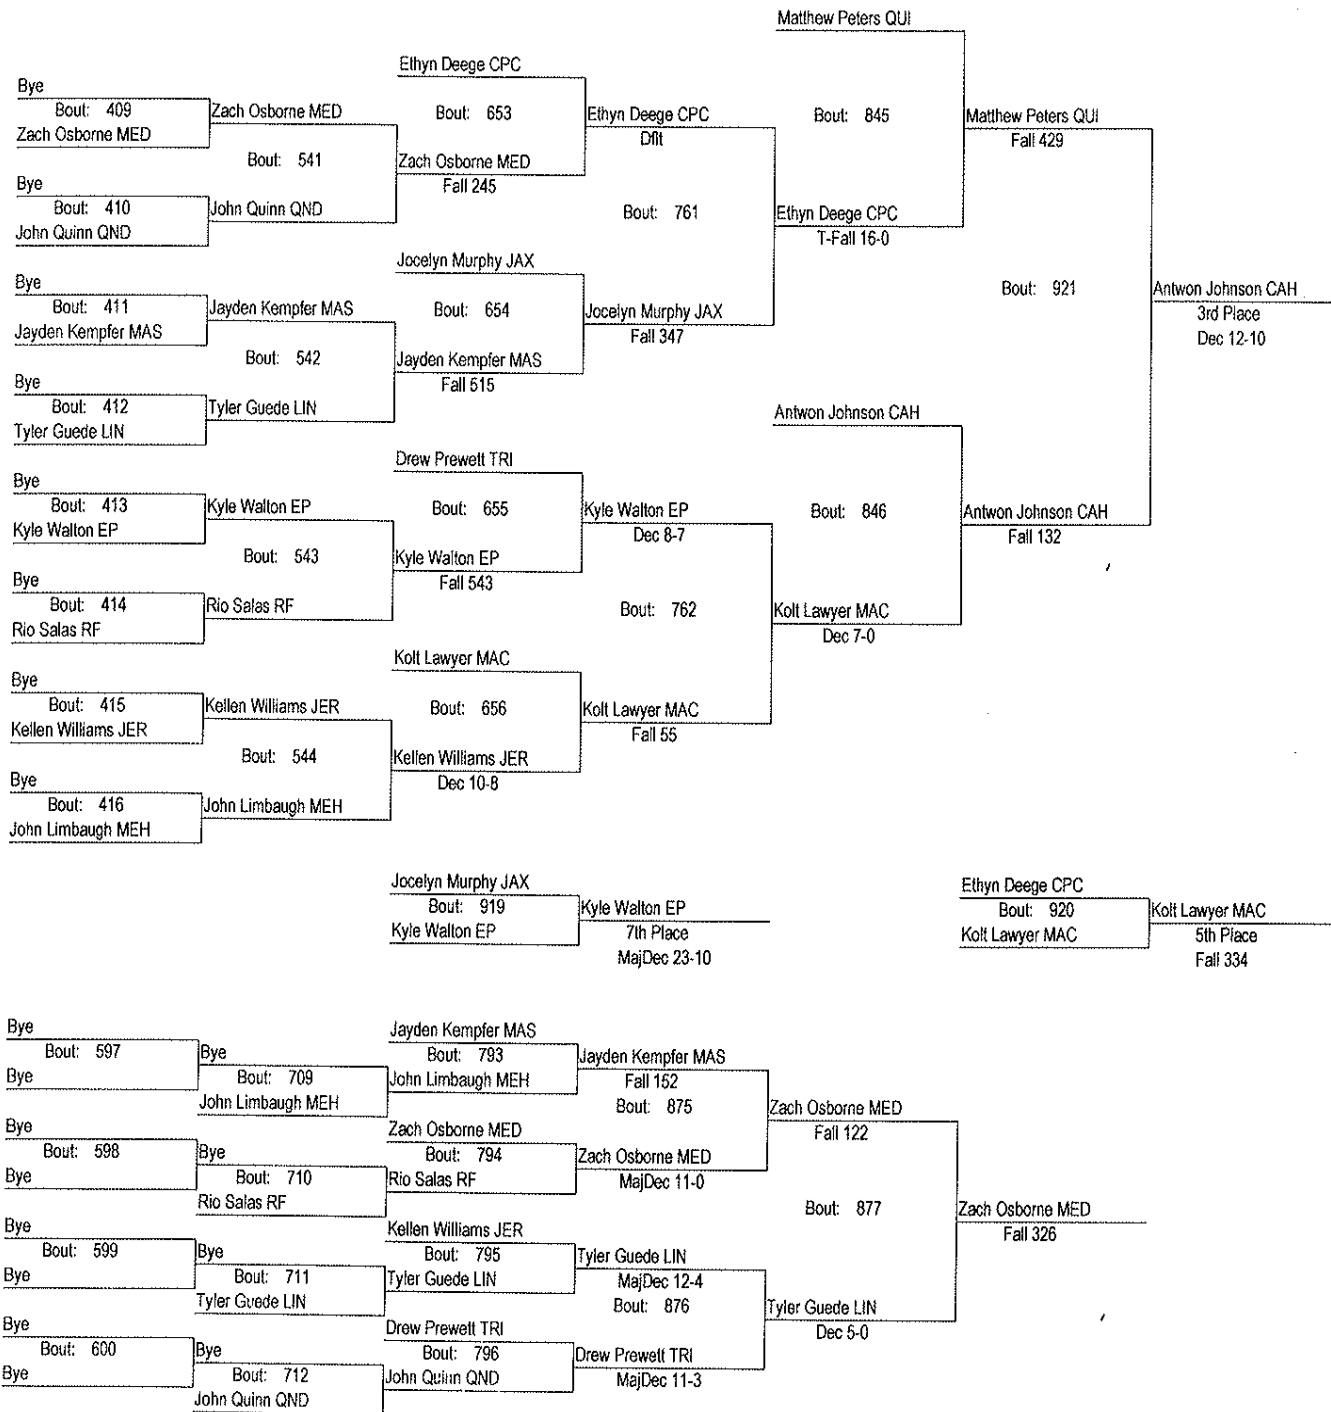 Matthew Peters QUI
Ethyn Deege CPC
Bye
Bout: 409
Zach Osborne MED
Zach Osborne MED
Bout: 653
Ethyn Deege CPC
Dflt
Bout: 845
Matthew Peters QUI
Fall 429
Bye
Bout: 541
Zach Osborne MED
Fall 245
Bout: 410
John Quinn QND
John Quinn QND
Bout: 761
Ethyn Deege CPC
T-Fall 16-0
Jocelyn Murphy JAX
Bye
Bout: 411
Jayden Kempfer MAS
Jayden Kempfer MAS
Bout: 654
Jocelyn Murphy JAX
Fall 347
Bout: 921
Antwon Johnson CAH
3rd Place
Dec 12-10
Bye
Bout: 542
Jayden Kempfer MAS
Fall 515
Bout: 412
Tyler Guede LIN
Tyler Guede LIN
Antwon Johnson CAH
Drew Prewett TRI
Bye
Bout: 413
Kyle Walton EP
Kyle Walton EP
Bout: 655
Kyle Walton EP
Dec 8-7
Bout: 846
Antwon Johnson CAH
Fall 132
Bye
Bout: 543
Kyle Walton EP
Fall 543
Bout: 414
Rio Salas RF
Rio Salas RF
Bout: 762
Kolt Lawyer MAC
Dec 7-0
Kolt Lawyer MAC
Bye
Bout: 415
Kellen Williams JER
Kellen Williams JER
Bout: 656
Kolt Lawyer MAC
Fall 55
Bye
Bout: 544
Kellen Williams JER
Dec 10-8
Bout: 416
John Limbaugh MEH
John Limbaugh MEH
Jocelyn Murphy JAX
Bout: 919
Kyle Walton EP
Kyle Walton EP
7th Place
MajDec 23-10
Ethyn Deege CPC
Bout: 920
Kolt Lawyer MAC
Kolt Lawyer MAC
5th Place
Fall 334
Bye
Bout: 597
Bye
Bye
Bout: 709
John Limbaugh MEH
Jayden Kempfer MAS
Bout: 793
John Limbaugh MEH
Jayden Kempfer MAS
Fall 152
Bout: 875
Zach Osborne MED
Fall 122
Bye
Bout: 598
Bye
Bye
Bout: 710
Rio Salas RF
Zach Osborne MED
Bout: 794
Rio Salas RF
Zach Osborne MED
MajDec 11-0
Bout: 877
Zach Osborne MED
Fall 326
Bye
Bout: 599
Bye
Bye
Bout: 711
Tyler Guede LIN
Kellen Williams JER
Bout: 795
Tyler Guede LIN
Tyler Guede LIN
MajDec 12-4
Bout: 876
Tyler Guede LIN
Dec 5-0
Bye
Bout: 600
Bye
Bye
Bout: 712
John Quinn QND
Drew Prewett TRI
Bout: 796
John Quinn QND
Drew Prewett TRI
MajDec 11-3